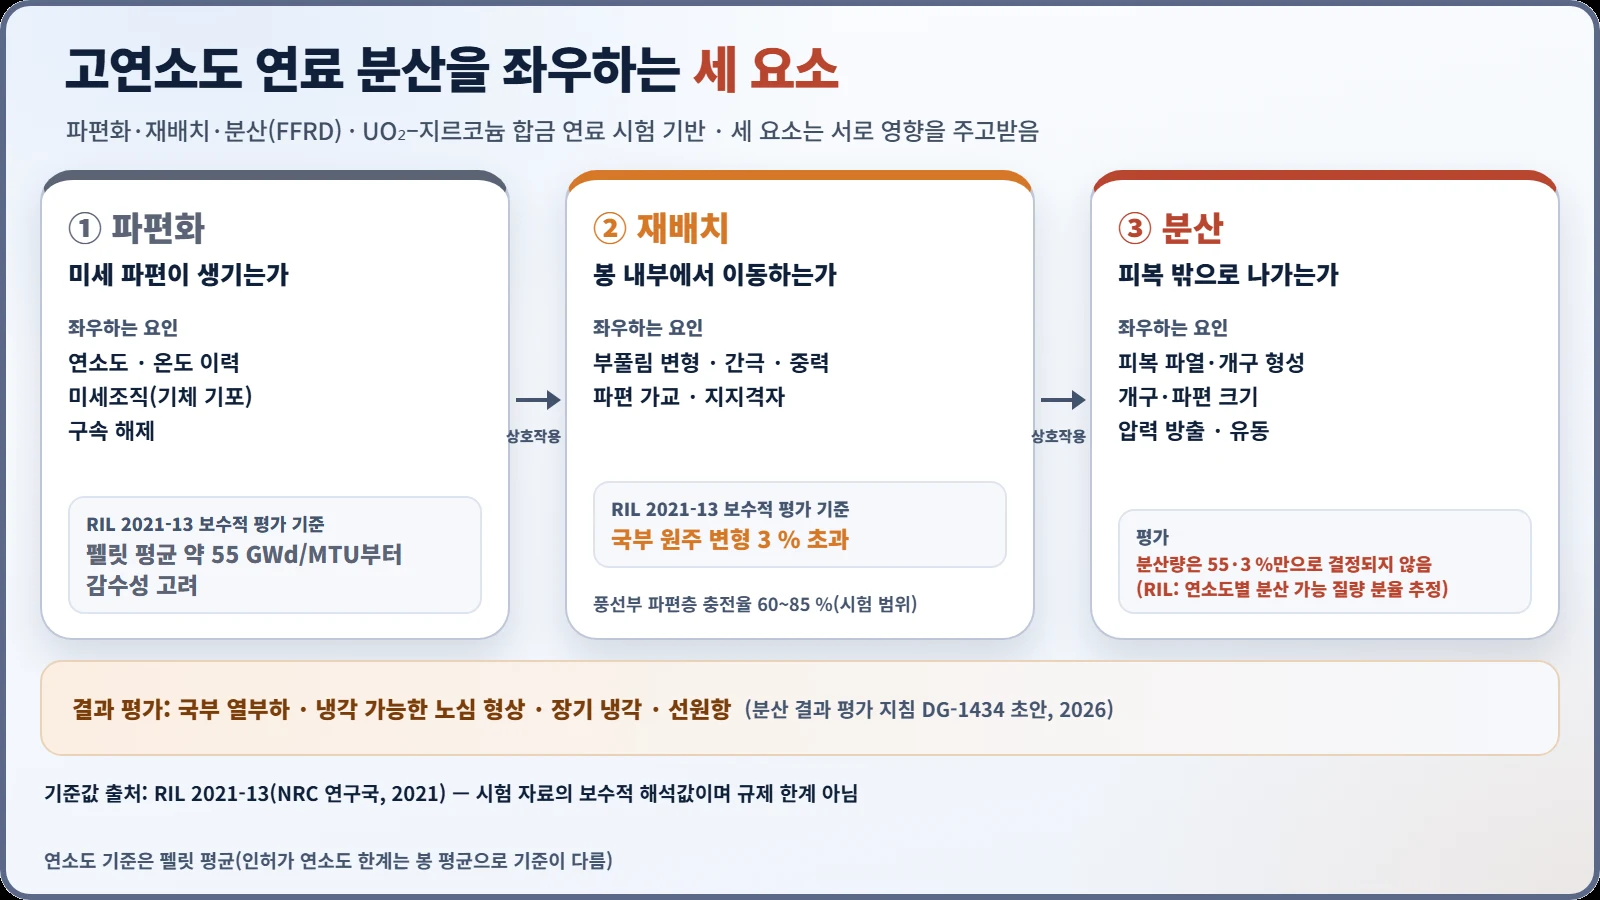 고연소도 연료 분산을 좌우하는 세 요소
파편화·재배치·분산(FFRD) · UO₂–지르코늄 합금 연료 시험 기반 · 세 요소는 서로 영향을 주고받음
① 파편화
미세 파편이 생기는가
좌우하는 요인
연소도 · 온도 이력
미세조직(기체 기포)
구속 해제
RIL 2021-13 보수적 평가 기준
펠릿 평균 약 55 GWd/MTU부터
감수성 고려
상호작용
② 재배치
봉 내부에서 이동하는가
좌우하는 요인
부풀림 변형 · 간극 · 중력
파편 가교 · 지지격자
RIL 2021-13 보수적 평가 기준
국부 원주 변형 3 % 초과
풍선부 파편층 충전율 60~85 %(시험 범위)
상호작용
③ 분산
피복 밖으로 나가는가
좌우하는 요인
피복 파열·개구 형성
개구·파편 크기
압력 방출 · 유동
평가
분산량은 55·3 %만으로 결정되지 않음
(RIL: 연소도별 분산 가능 질량 분율 추정)
결과 평가: 국부 열부하 · 냉각 가능한 노심 형상 · 장기 냉각 · 선원항 (분산 결과 평가 지침 DG-1434 초안, 2026)
기준값 출처: RIL 2021-13(NRC 연구국, 2021) — 시험 자료의 보수적 해석값이며 규제 한계 아님
연소도 기준은 펠릿 평균(인허가 연소도 한계는 봉 평균으로 기준이 다름)